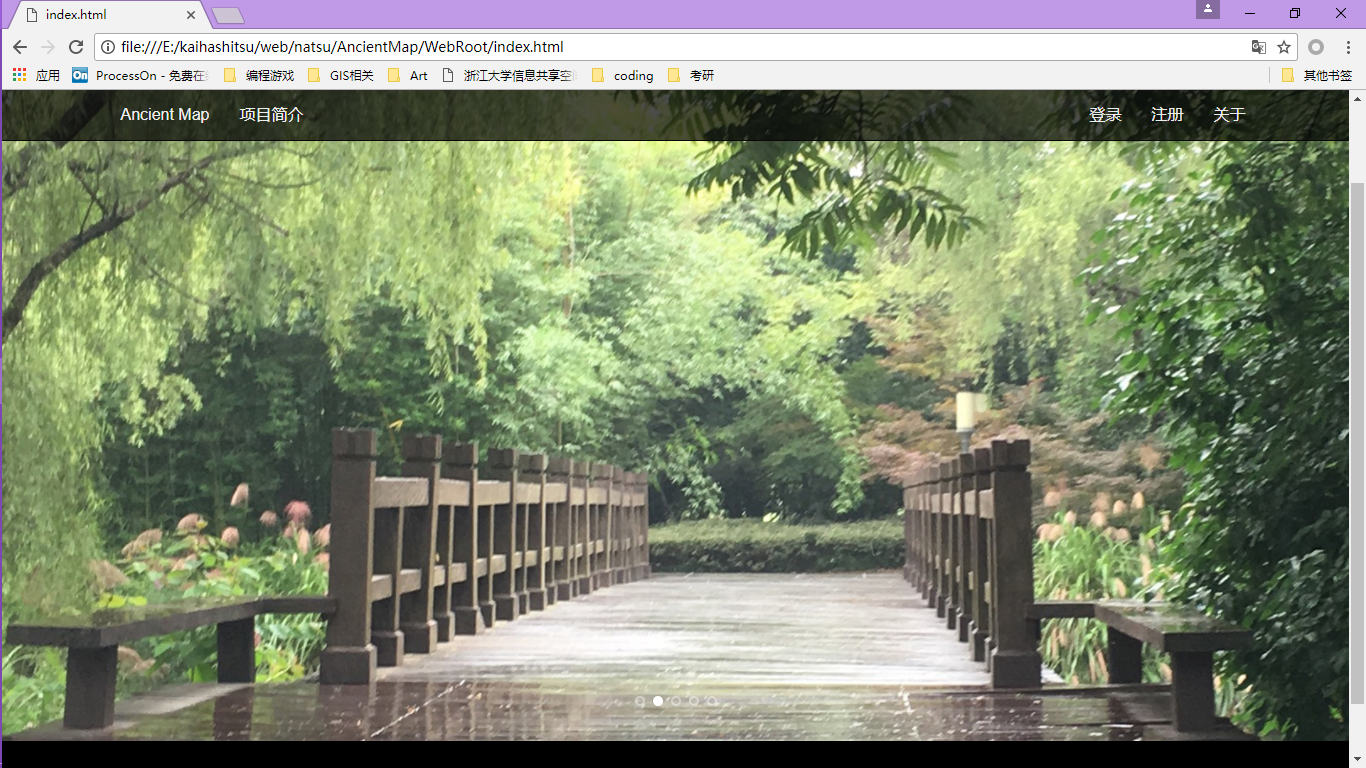 index.html
file:///E:/kaihashitsu/web/natsu/AncientMap/WebRoot/index.html
应用 On ProcessOn - 免费在 编程游戏 GIS相关 Art 浙江大学信息共享空 coding 考研 其他书签
Ancient Map 项目简介 登录 注册 关于